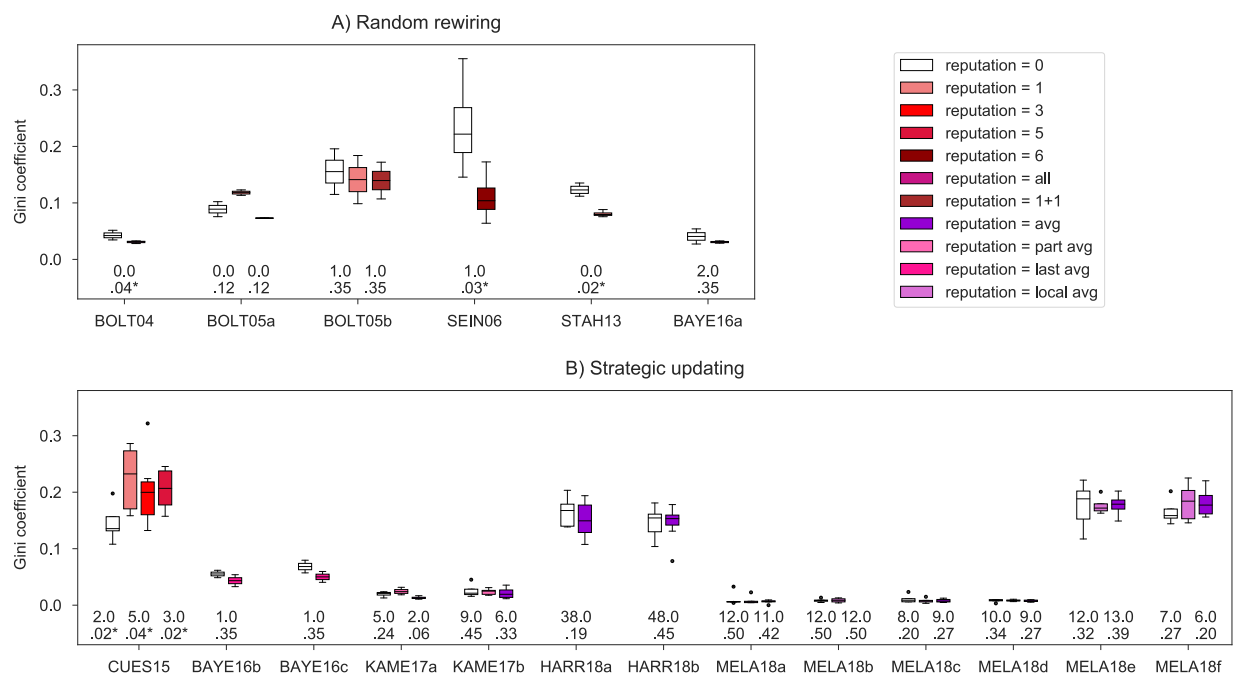 A) Random rewiring
Gini coefficient
0.3
0.2
0.1
0.0
0.0 0.0 0.0 1.0 1.0 1.0 0.0 2.0
.04* .12 .12 .35 .35 .03* .02* .35
BOLT04 BOLT05a BOLT05b SEIN06 STAH13 BAYE16a
reputation = 0
reputation = 1
reputation = 3
reputation = 5
reputation = 6
reputation = all
reputation = 1+1
reputation = avg
reputation = part avg
reputation = last avg
reputation = local avg
B) Strategic updating
Gini coefficient
0.3
0.2
0.1
0.0
2.0 5.0 3.0 1.0 1.0 5.0 2.0 9.0 6.0 38.0 48.0 12.0 11.0 12.0 12.0 8.0 9.0 10.0 9.0 12.0 13.0 7.0 6.0
.02* .04* .02* .35 .35 .24 .06 .45 .33 .19 .45 .50 .42 .50 .50 .20 .27 .34 .27 .32 .39 .27 .20
CUES15 BAYE16b BAYE16c KAME17a KAME17b HARR18a HARR18b MELA18a MELA18b MELA18c MELA18d MELA18e MELA18f